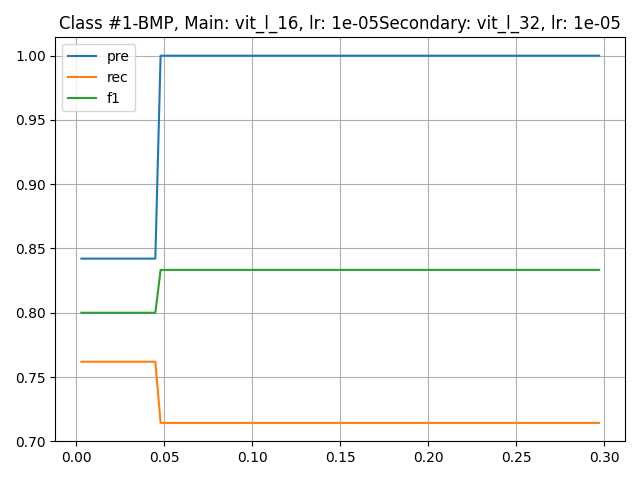 Class #1-BMP, Main: vit_l_16, lr: 1e-05Secondary: vit_l_32, lr: 1e-05
pre
rec
f1
1.00
0.95
0.90
0.85
0.80
0.75
0.70
0.00 0.05 0.10 0.15 0.20 0.25 0.30